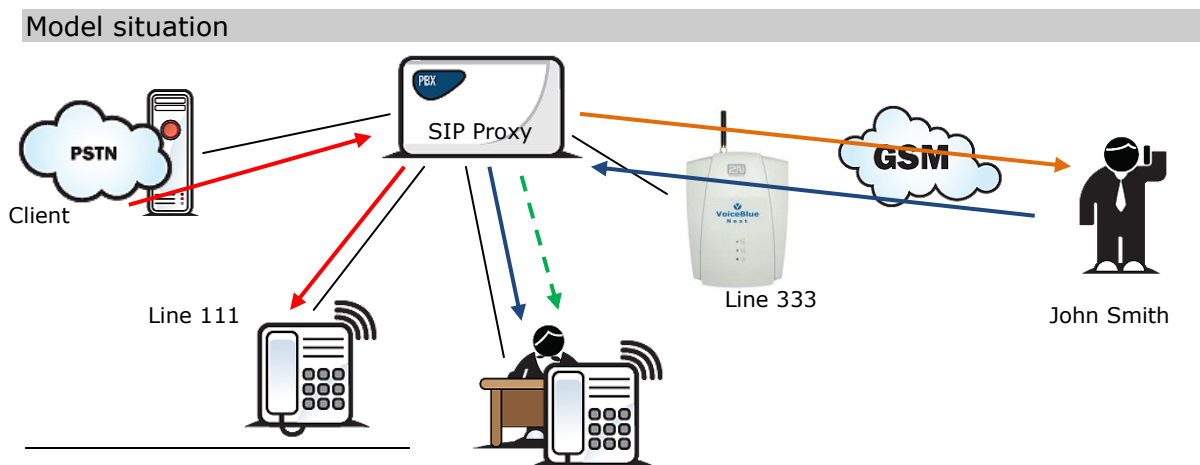 Model situation
PBX
SIP Proxy
PSTN
GSM
Client
2N
VoiceBlue
Next
Line 111
Line 333
John Smith